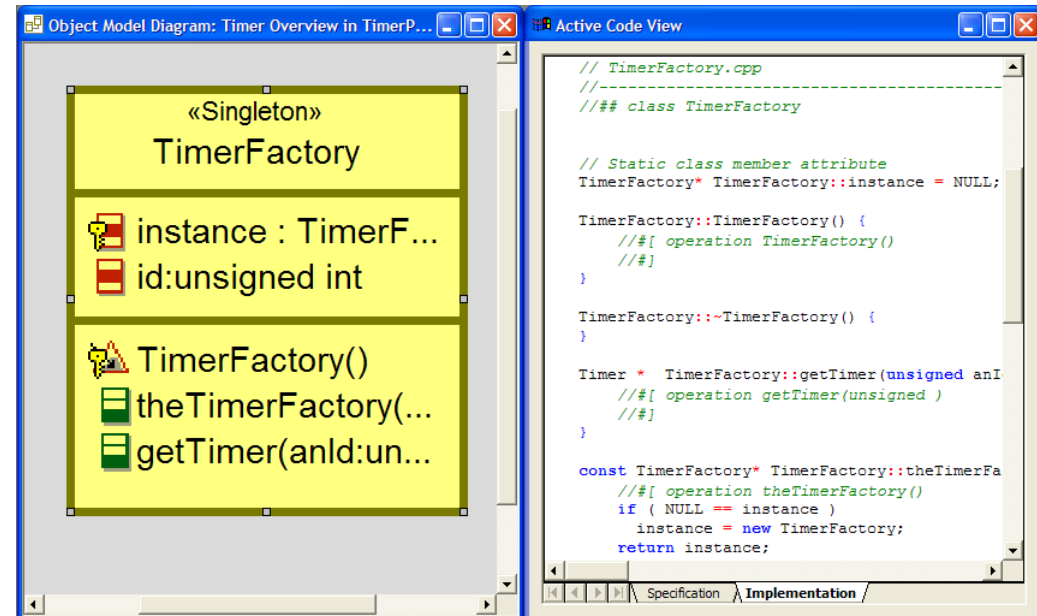 Object Model Diagram: Timer Overview in TimerP...
«Singleton»
TimerFactory
instance : TimerF...
id:unsigned int
TimerFactory()
theTimerFactory(...
getTimer(anId:un...
Active Code View
// TimerFactory.cpp
//------------------------------------------
//## class TimerFactory
// Static class member attribute
TimerFactory* TimerFactory::instance = NULL;
TimerFactory::TimerFactory() {
//#[ operation TimerFactory()
//#]
}
TimerFactory::~TimerFactory() {
}
Timer * TimerFactory::getTimer(unsigned anI
//#[ operation getTimer(unsigned )
//#]
}
const TimerFactory* TimerFactory::theTimerFa
//#[ operation theTimerFactory()
if ( NULL == instance )
instance = new TimerFactory;
return instance;
Specification Implementation